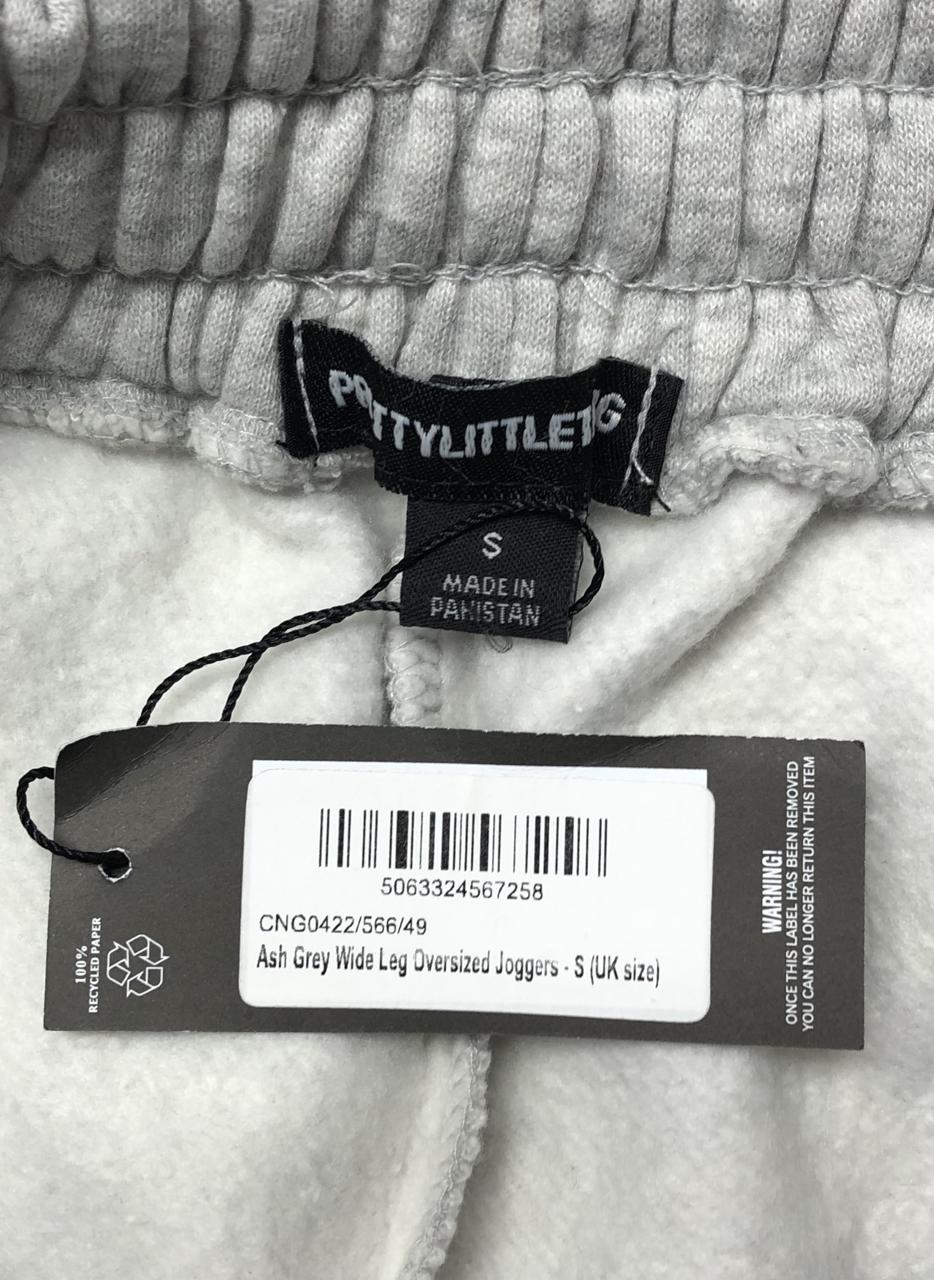 PRETTYLITTLETHING
S
MADE IN
PAKISTAN
5063324567258
CNG0422/566/49
Ash Grey Wide Leg Oversized Joggers - S (UK size)
100%
RECYCLED PAPER
WARNING!
ONCE THIS LABEL HAS BEEN REMOVED
YOU CAN NO LONGER RETURN THIS ITEM